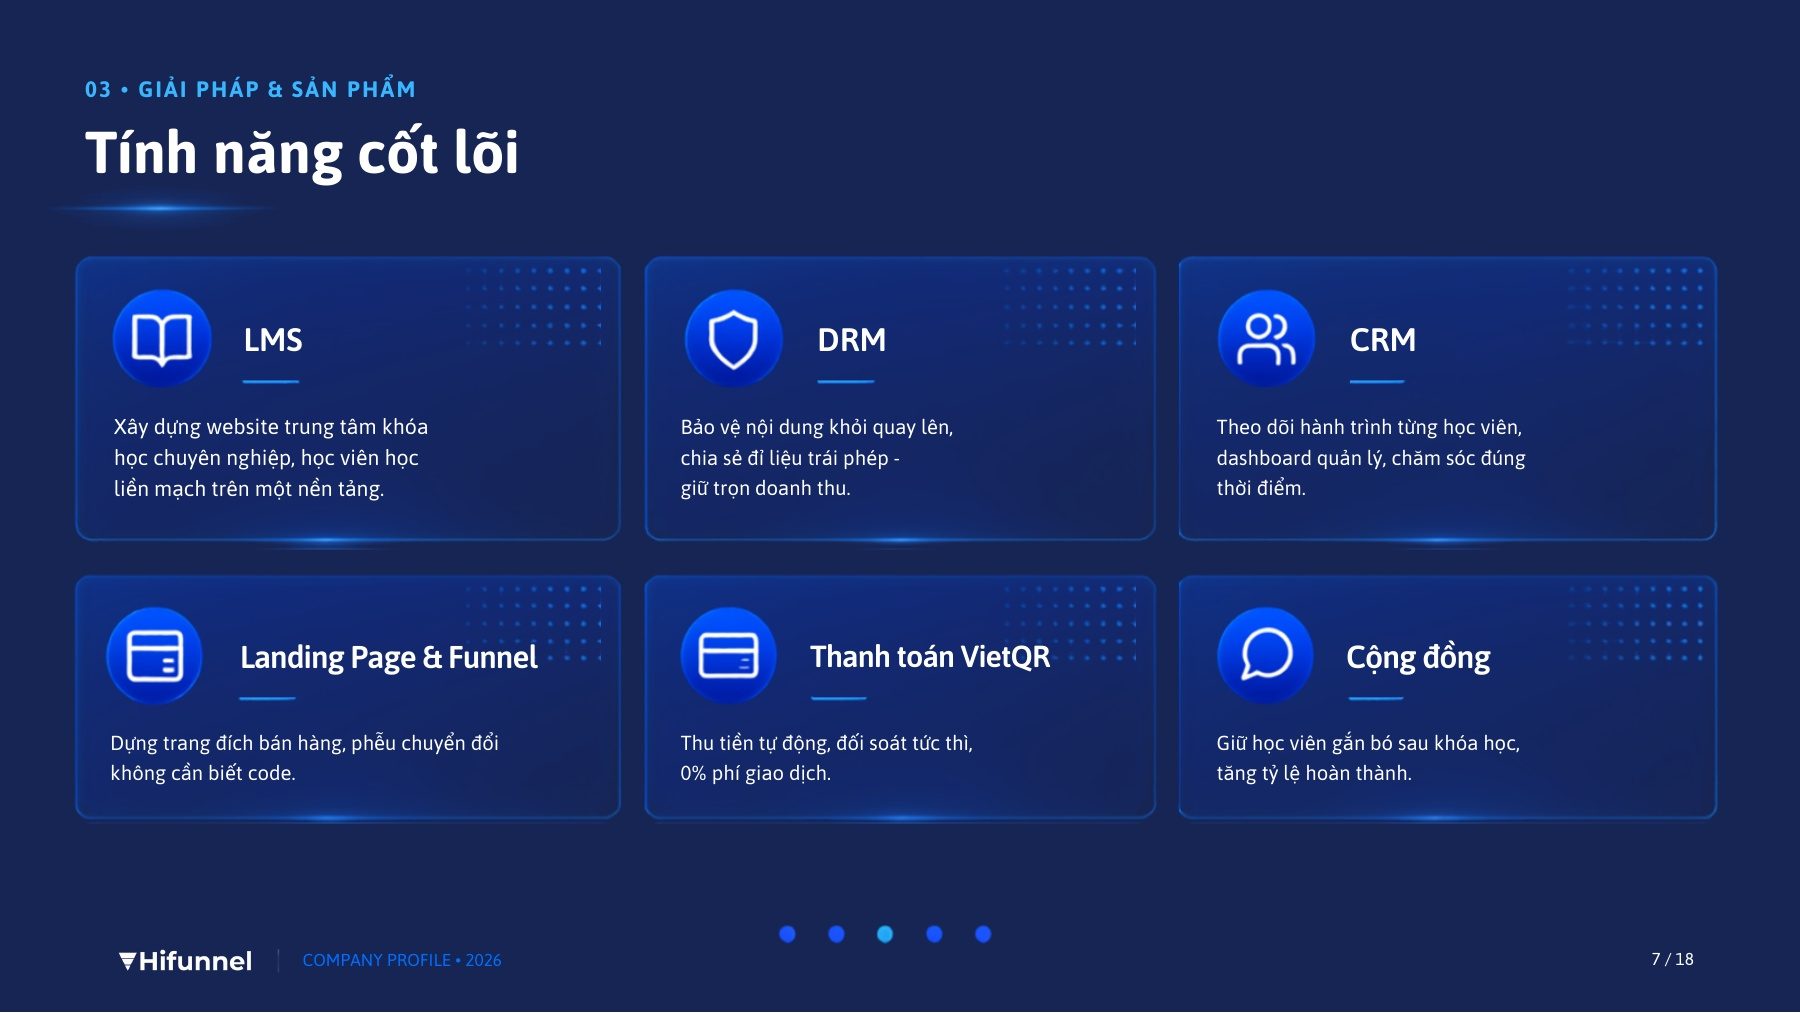 03 • GIẢI PHÁP & SẢN PHẨM
Tính năng cốt lõi
LMS
Xây dựng website trung tâm khóa
học chuyên nghiệp, học viên học
liền mạch trên một nền tảng.
DRM
Bảo vệ nội dung khỏi quay lên,
chia sẻ đỉ liệu trái phép -
giữ trọn doanh thu.
CRM
Theo dõi hành trình từng học viên,
dashboard quản lý, chăm sóc đúng
thời điểm.
Landing Page & Funnel
Dựng trang đích bán hàng, phễu chuyển đổi
không cần biết code.
Thanh toán VietQR
Thu tiền tự động, đối soát tức thì,
0% phí giao dịch.
Cộng đồng
Giữ học viên gắn bó sau khóa học,
tăng tỷ lệ hoàn thành.
Hifunnel
COMPANY PROFILE • 2026
7 / 18